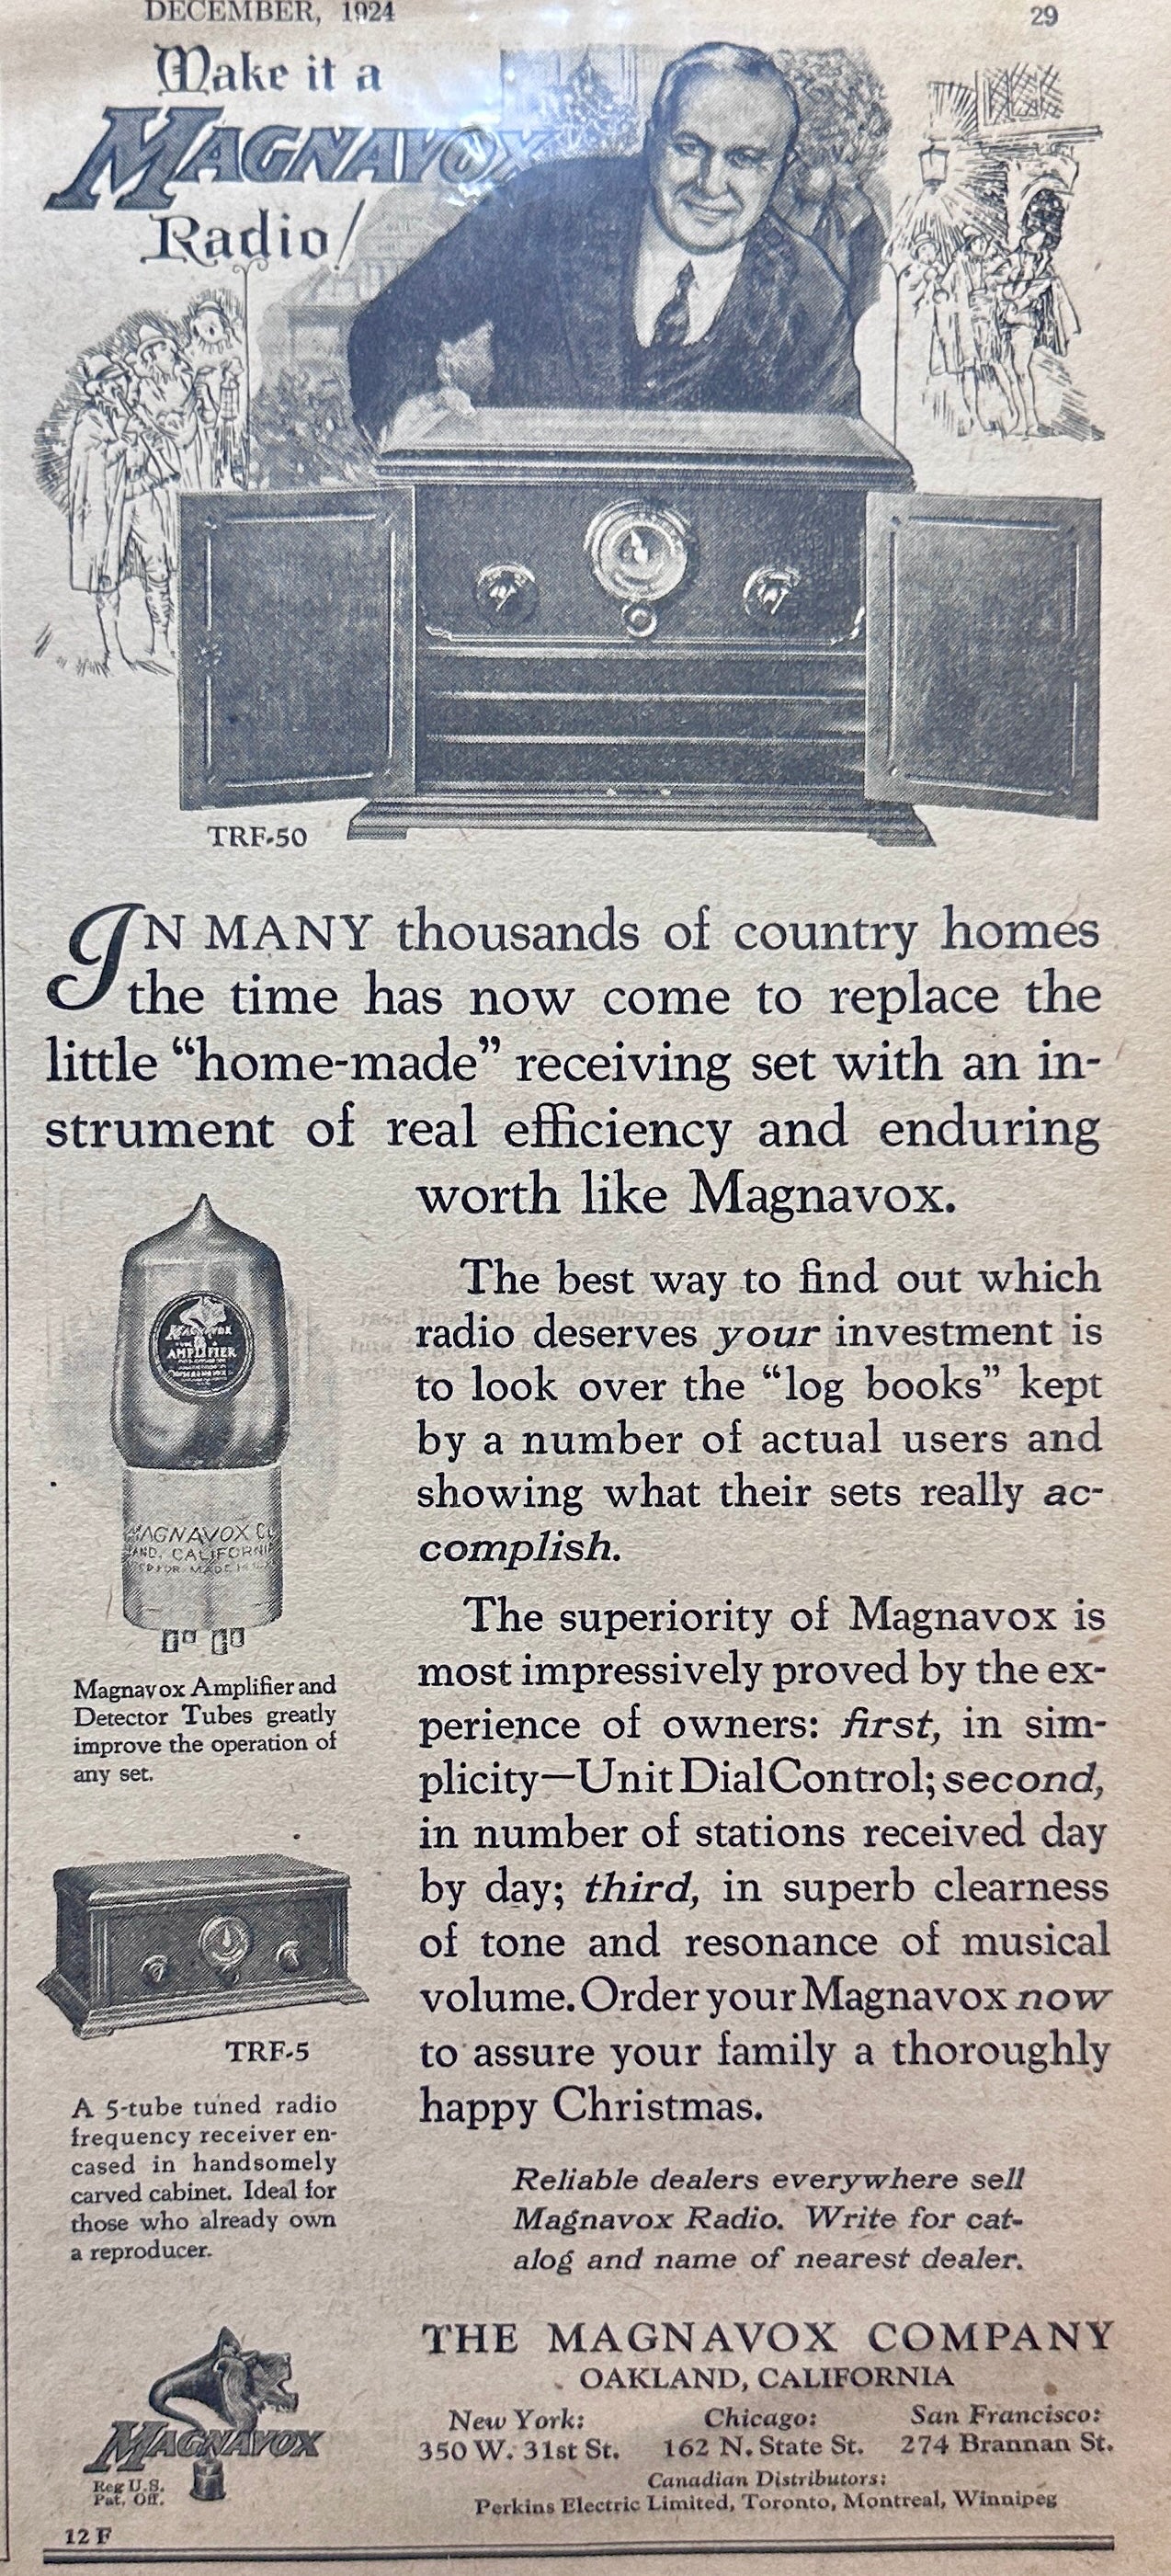 DECEMBER, 1924
29
Make it a
MAGNAVOX
Radio!
TRF-50
IN MANY thousands of country homes
the time has now come to replace the
little “home-made” receiving set with an in-
strument of real efficiency and enduring
worth like Magnavox.
The best way to find out which
radio deserves your investment is
to look over the “log books” kept
by a number of actual users and
showing what their sets really ac-
complish.
The superiority of Magnavox is
most impressively proved by the ex-
perience of owners: first, in sim-
plicity—Unit Dial Control; second,
in number of stations received day
by day; third, in superb clearness
of tone and resonance of musical
volume. Order your Magnavox now
to assure your family a thoroughly
happy Christmas.
Reliable dealers everywhere sell
Magnavox Radio. Write for cat-
alog and name of nearest dealer.
MAGNAVOX
AMPLIFIER
MAGNAVOX C
AND, CALIFORNI
Magnavox Amplifier and
Detector Tubes greatly
improve the operation of
any set.
TRF-5
A 5-tube tuned radio
frequency receiver en-
cased in handsomely
carved cabinet. Ideal for
those who already own
a reproducer.
MAGNAVOX
Reg U.S.
Pat. Off.
12 F
THE MAGNAVOX COMPANY
OAKLAND, CALIFORNIA
New York: Chicago: San Francisco:
350 W. 31st St. 162 N. State St. 274 Brannan St.
Canadian Distributors:
Perkins Electric Limited, Toronto, Montreal, Winnipeg